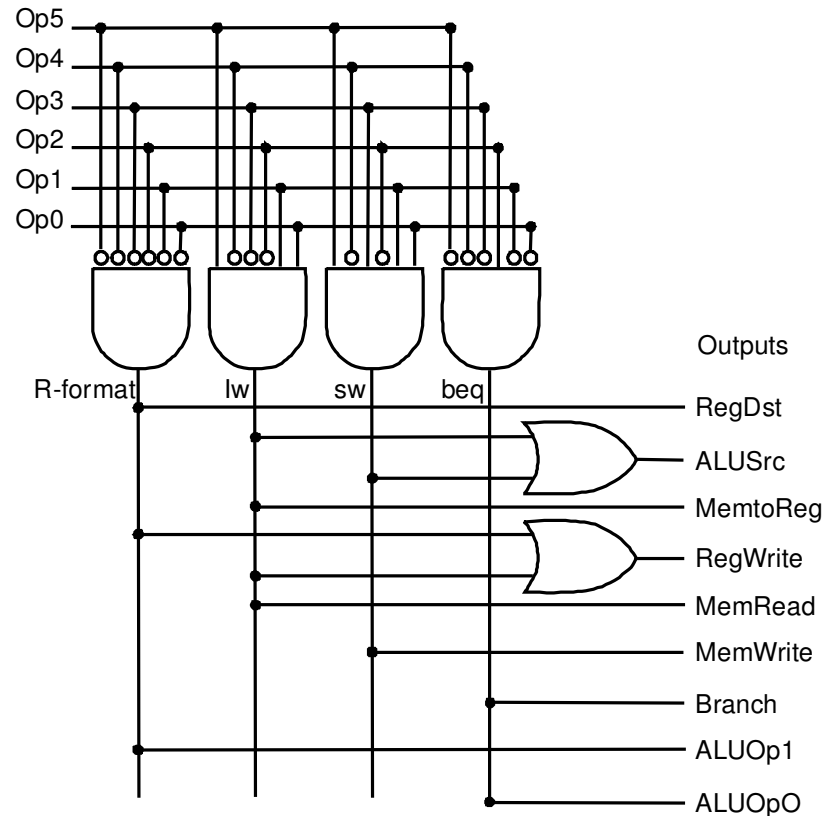 Op5
Op4
Op3
Op2
Op1
Op0
Outputs
R-format
lw
sw
beq
RegDst
ALUSrc
MemtoReg
RegWrite
MemRead
MemWrite
Branch
ALUOp1
ALUOpO